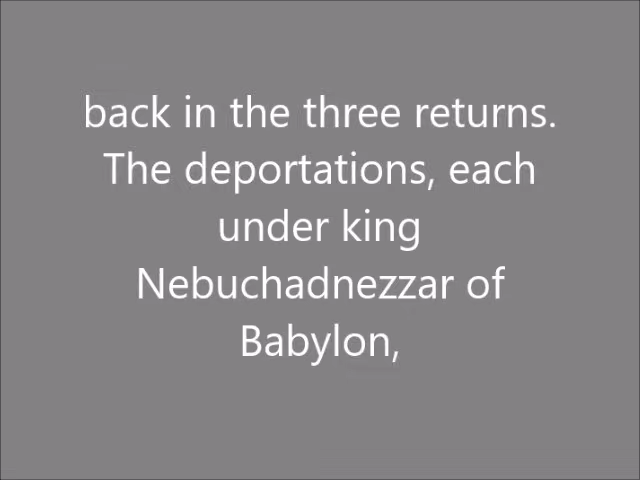 back in the three returns.
The deportations, each
under king
Nebuchadnezzar of
Babylon,